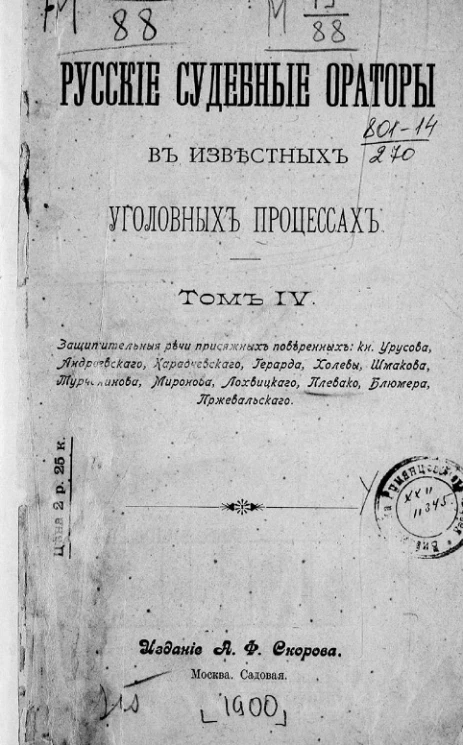 М
88
М
88
РУССКІЕ СУДЕБНЫЕ ОРАТОРЫ
801-14
270
ВЪ ИЗВѢСТНЫХЪ
УГОЛОВНЫХЪ ПРОЦЕССАХЪ.
ТОМЪ IV.
Защитительныя рѣчи присяжныхъ повѣренныхъ: кн. Урусова,
Андреевскаго, Карабчевскаго, Герарда, Холевы, Шмакова,
Турчанинова, Миронова, Лохвицкаго, Плевако, Блюмера,
Пржевальскаго.
Цѣна 2 р. 25 к.
XXII
11345
Изданіе А. Ф. Скорова.
Москва. Садовая.
[1900]